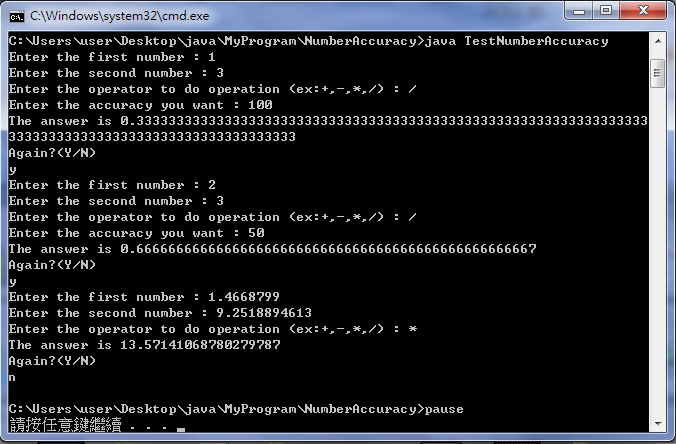 C:\Windows\system32\cmd.exe
C:\Users\user\Desktop\java\MyProgram\NumberAccuracy>java TestNumberAccuracy
Enter the first number : 1
Enter the second number : 3
Enter the operator to do operation (ex:+,-,*,/) : /
Enter the accuracy you want : 100
The answer is 0.3333333333333333333333333333333333333333333333333333333333333333
333333333333333333333333333333333333
Again?(Y/N)
y
Enter the first number : 2
Enter the second number : 3
Enter the operator to do operation (ex:+,-,*,/) : /
Enter the accuracy you want : 50
The answer is 0.66666666666666666666666666666666666666666666666667
Again?(Y/N)
y
Enter the first number : 1.4668799
Enter the second number : 9.2518894613
Enter the operator to do operation (ex:+,-,*,/) : *
The answer is 13.57141068780279787
Again?(Y/N)
n
C:\Users\user\Desktop\java\MyProgram\NumberAccuracy>pause
請按任意鍵繼續 . . .